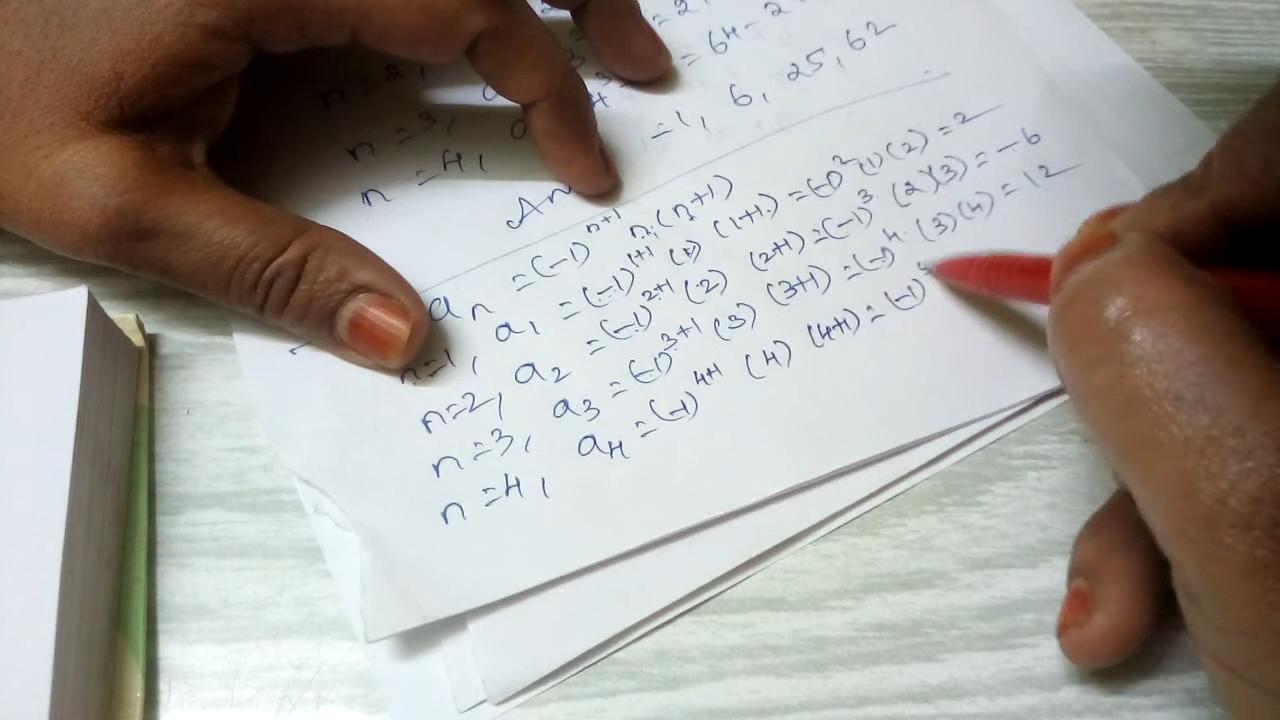 = 2
n = 2,
3
= 64 - 2
n = 3,
n = 4,
= 1, 6, 25, 62
An
aₙ = (-1)ⁿ⁺¹ n (n+1)
n=1, a₁ = (-1)¹⁺¹ (1) (1+1) = (-1)² (1) (2) = 2
n=2, a₂ = (-1)²⁺¹ (2) (2+1) = (-1)³ (2)(3) = -6
n=3, a₃ = (-1)³⁺¹ (3) (3+1) = (-1)⁴ (3)(4) = 12
n=4, a₄ = (-1)⁴⁺¹ (4) (4+1) = (-1)